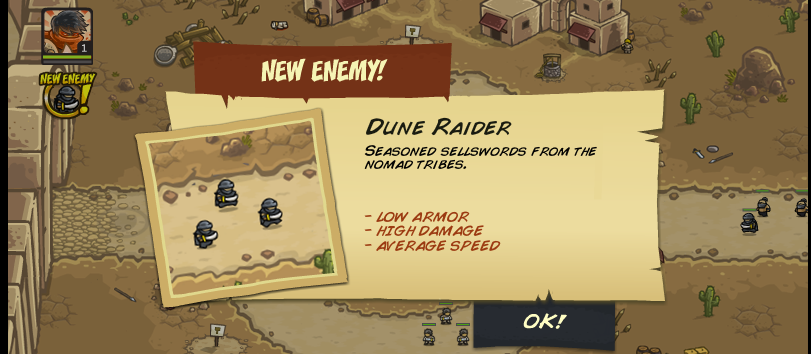 1
NEW ENEMY
!
NEW ENEMY!
DUNE RAIDER
SEASONED SELLSWORDS FROM THE
NOMAD TRIBES.
- LOW ARMOR
- HIGH DAMAGE
- AVERAGE SPEED
OK!